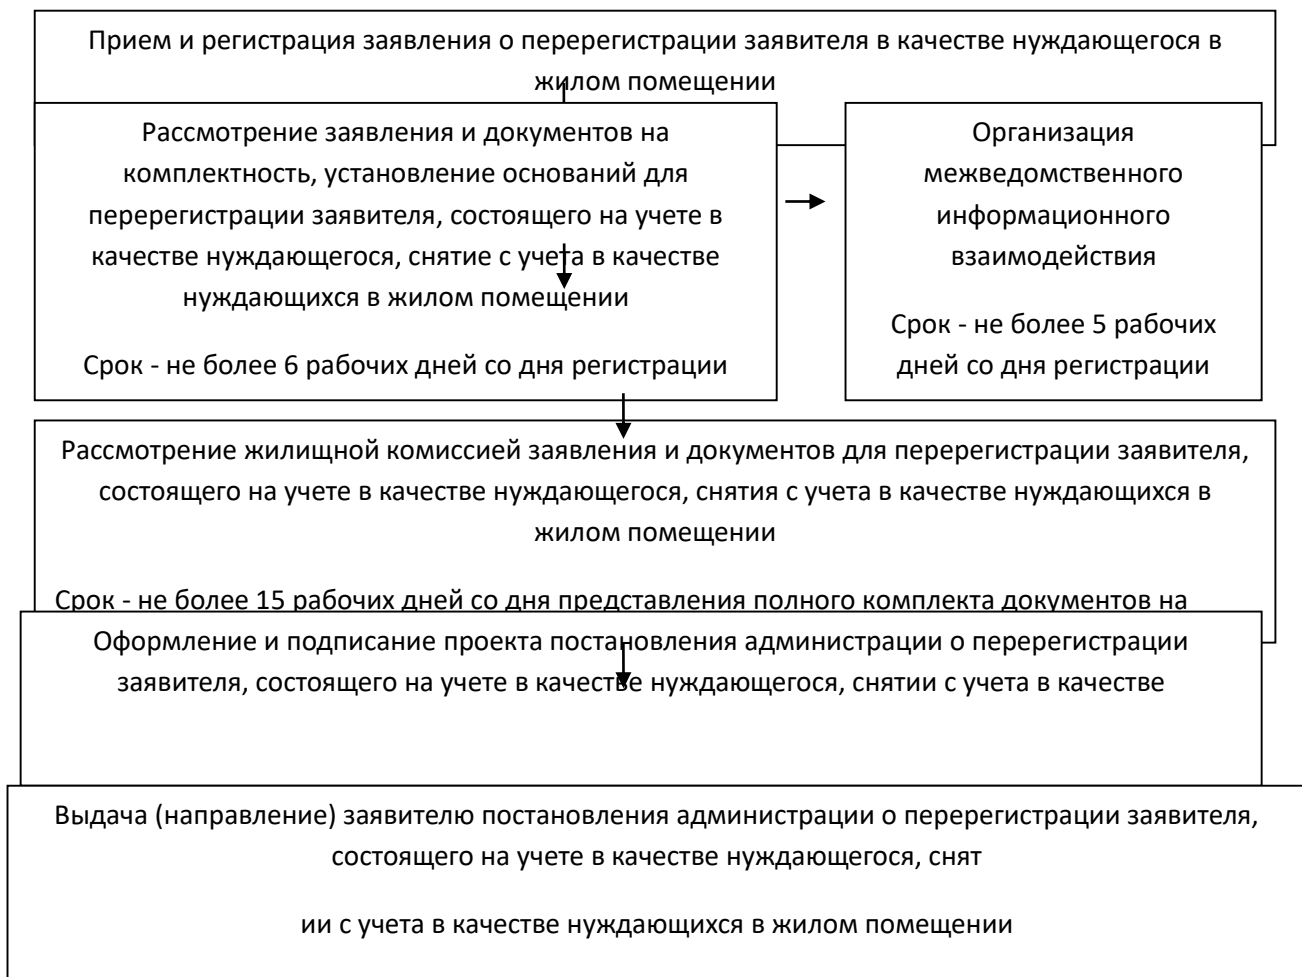 Прием и регистрация заявления о перерегистрации заявителя в качестве нуждающегося в
жилом помещении
Рассмотрение заявления и документов на
комплектность, установление оснований для
перерегистрации заявителя, состоящего на учете в
качестве нуждающегося, снятие с учета в качестве
нуждающихся в жилом помещении
Срок - не более 6 рабочих дней со дня регистрации
Организация
межведомственного
информационного
взаимодействия
Срок - не более 5 рабочих
дней со дня регистрации
Рассмотрение жилищной комиссией заявления и документов для перерегистрации заявителя,
состоящего на учете в качестве нуждающегося, снятия с учета в качестве нуждающихся в
жилом помещении
Срок - не более 15 рабочих дней со дня представления полного комплекта документов на
Оформление и подписание проекта постановления администрации о перерегистрации
заявителя, состоящего на учете в качестве нуждающегося, снятии с учета в качестве
Выдача (направление) заявителю постановления администрации о перерегистрации заявителя,
состоящего на учете в качестве нуждающегося, снят
ии с учета в качестве нуждающихся в жилом помещении